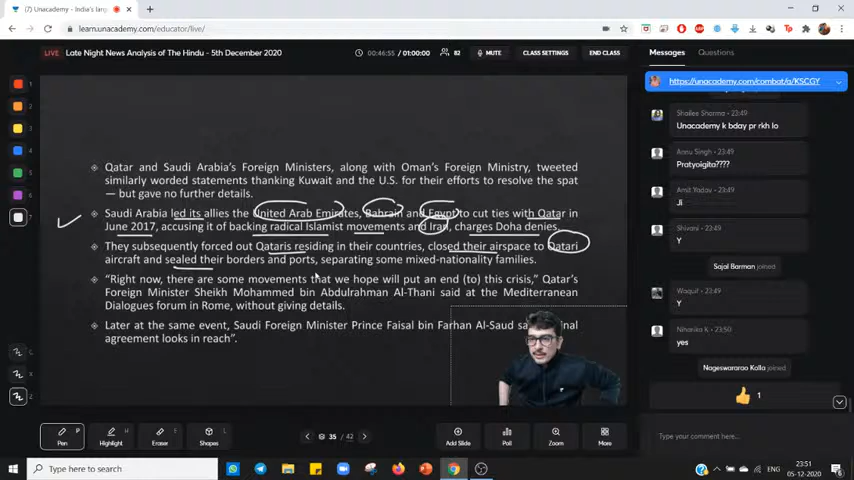 Unacademy - India's larg
learn.unacademy.com/educator/live/
LIVE Late Night News Analysis of The Hindu - 5th December 2020
00:46:55 / 01:00:00
82
MUTE
CLASS SETTINGS
END CLASS
Messages
Questions
https://unacademy.com/combat/a/KSCGY
Shailee Sharma • 23:49
Unacademy k bday pr rkh lo
Annu Singh • 23:49
Pratyoigita????
Amit Yadav • 23:49
Ji
Shivani • 23:49
Y
Sajal Barman joined
Waquif • 23:49
Y
Niharika K • 23:50
yes
Nageswararao Kolla joined
1
Type your comment here...
1
2
3
4
5
6
7
Qatar and Saudi Arabia's Foreign Ministers, along with Oman's Foreign Ministry, tweeted
similarly worded statements thanking Kuwait and the U.S. for their efforts to resolve the spat
— but gave no further details.
Saudi Arabia led its allies the United Arab Emirates, Bahrain and Egypt to cut ties with Qatar in
June 2017, accusing it of backing radical Islamist movements and Iran, charges Doha denies.
They subsequently forced out Qataris residing in their countries, closed their airspace to Qatari
aircraft and sealed their borders and ports, separating some mixed-nationality families.
"Right now, there are some movements that we hope will put an end (to) this crisis," Qatar's
Foreign Minister Sheikh Mohammed bin Abdulrahman Al-Thani said at the Mediterranean
Dialogues forum in Rome, without giving details.
Later at the same event, Saudi Foreign Minister Prince Faisal bin Farhan Al-Saud
agreement looks in reach".
Pen
Highlight
Eraser
Shapes
35 / 42
Add Slide
Poll
Zoom
More
Type here to search
ENG
23:51
05-12-2020